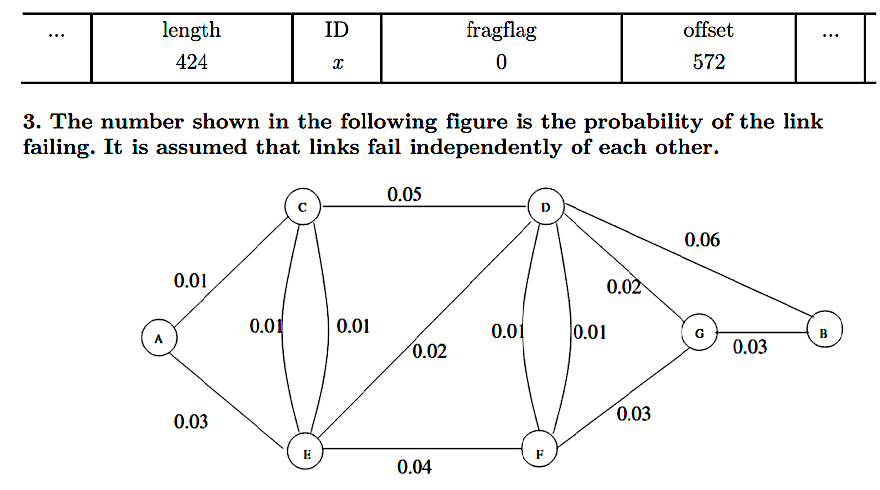 ... length ID fragflag offset ...
424 x 0 572
3. The number shown in the following figure is the probability of the link
failing. It is assumed that links fail independently of each other.
0.05
C D
0.06
0.01 0.02
0.01 0.01 0.01 0.01
A G B
0.02 0.03
0.03 0.03
E F
0.04